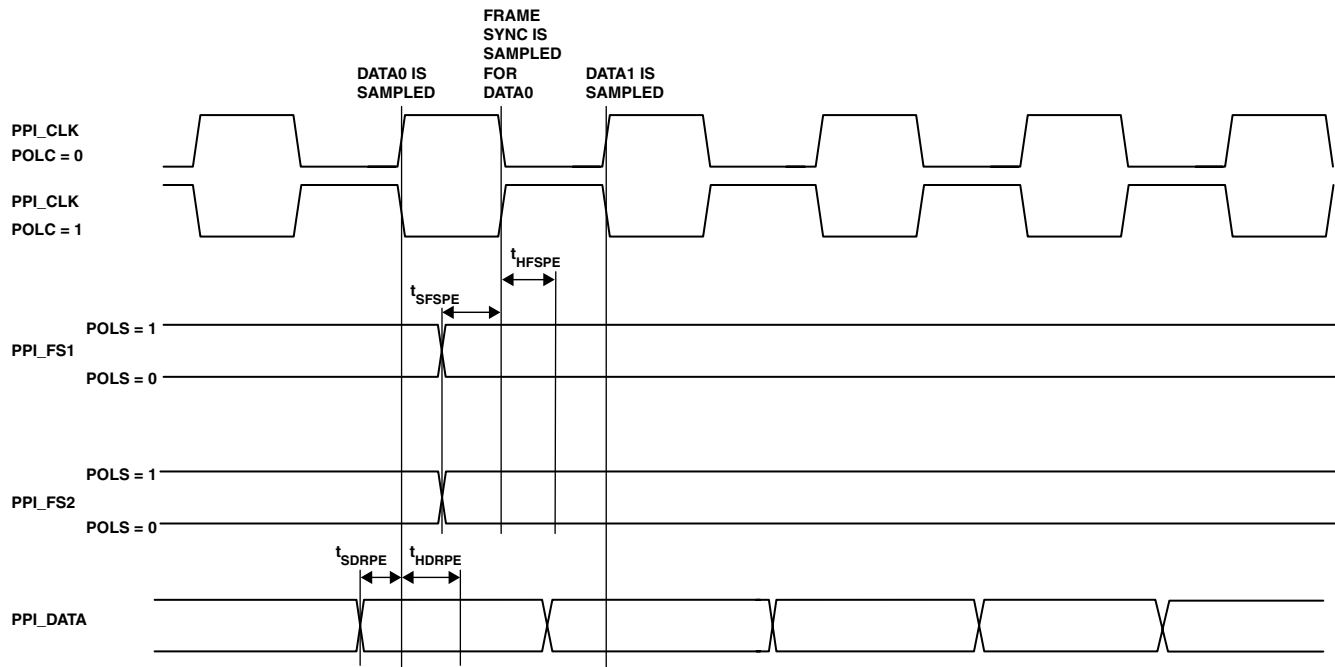 FRAME
SYNC IS
SAMPLED
FOR
DATA0
DATA0 IS
SAMPLED
DATA1 IS
SAMPLED
PPI_CLK
POLC = 0
PPI_CLK
POLC = 1
tHFSPE
tSFSPE
POLS = 1
PPI_FS1
POLS = 0
POLS = 1
PPI_FS2
POLS = 0
tSDRPE
tHDRPE
PPI_DATA